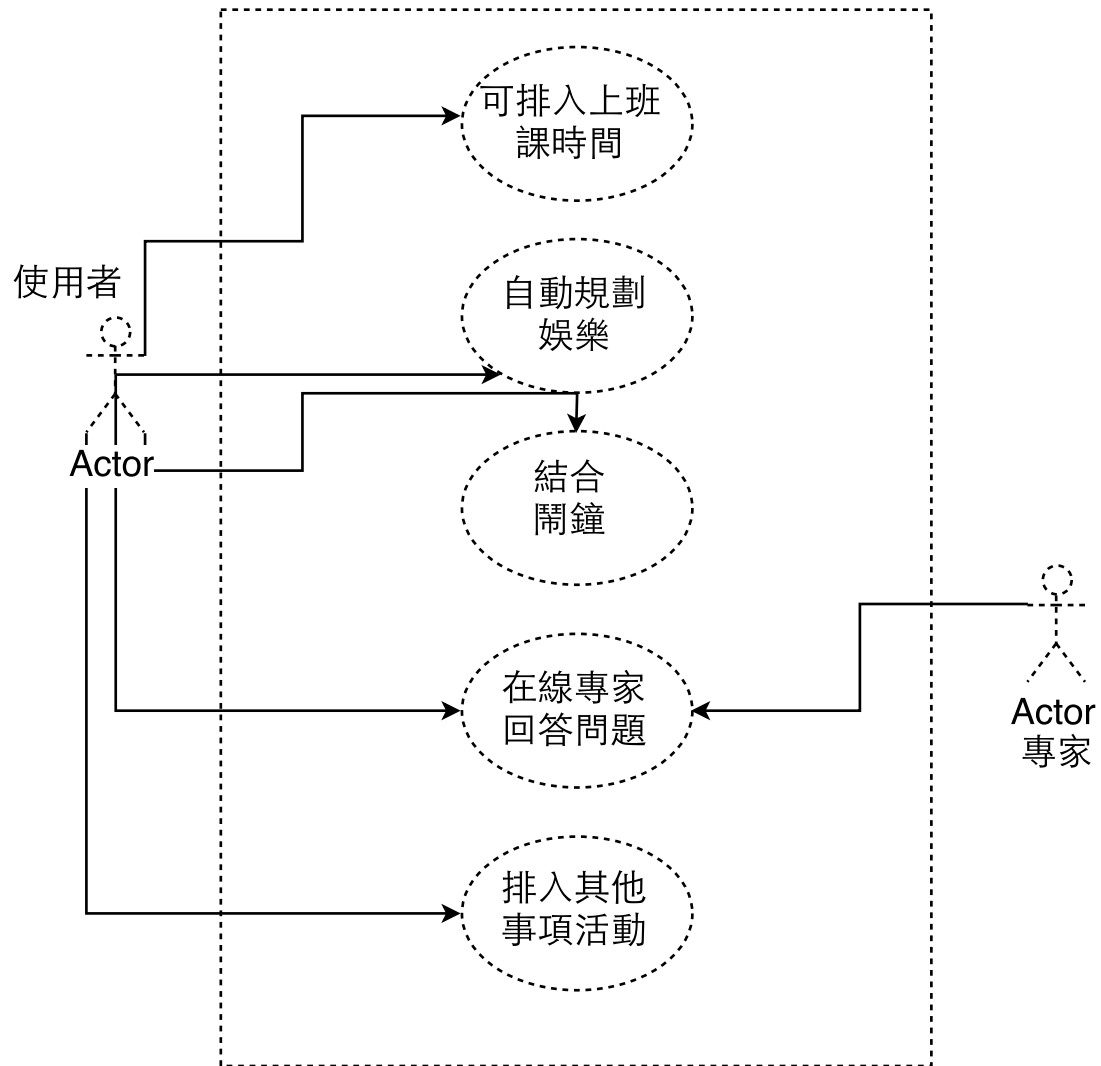 可排入上班
課時間
使用者
自動規劃
娛樂
Actor
結合
鬧鐘
在線專家
回答問題
Actor
專家
排入其他
事項活動